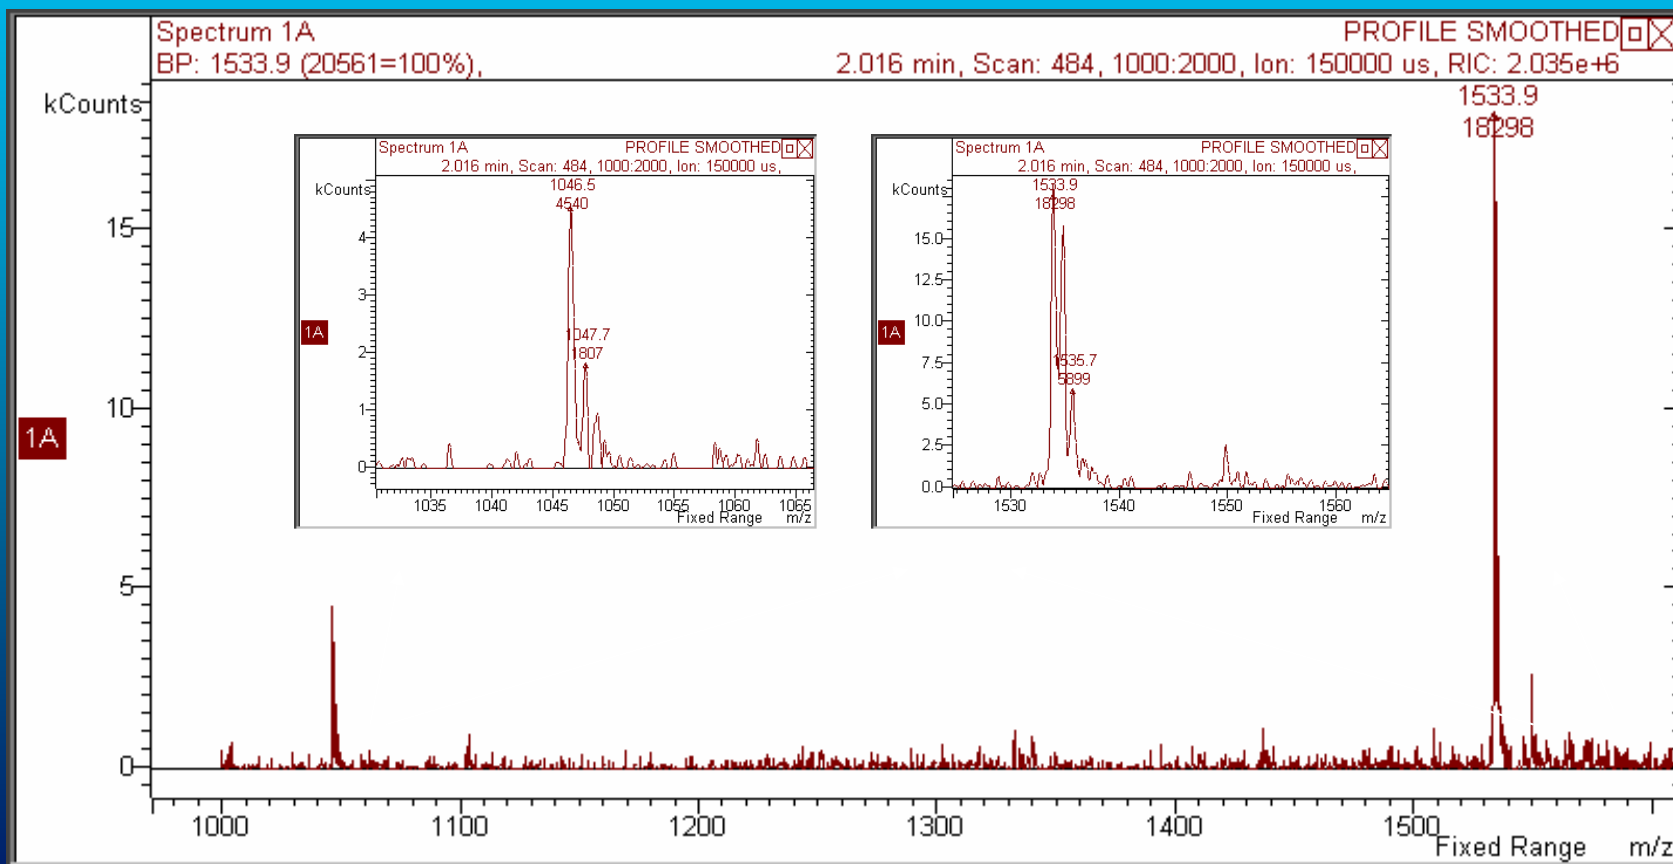 Spectrum 1A PROFILE SMOOTHED
BP: 1533.9 (20561=100%), 2.016 min, Scan: 484, 1000:2000, Ion: 150000 us, RIC: 2.035e+6
kCounts
1533.9
18298
15
10
5
0
1A
1000 1100 1200 1300 1400 1500
Fixed Range m/z
Spectrum 1A PROFILE SMOOTHED
2.016 min, Scan: 484, 1000:2000, Ion: 150000 us,
kCounts
1046.5
4540
4
3
1047.7
1807
2
1
0
1A
1035 1040 1045 1050 1055 1060 1065
Fixed Range m/z
Spectrum 1A PROFILE SMOOTHED
2.016 min, Scan: 484, 1000:2000, Ion: 150000 us,
kCounts
1533.9
18298
15.0
12.5
10.0
1535.7
5899
7.5
5.0
2.5
0.0
1A
1530 1540 1550 1560
Fixed Range m/z